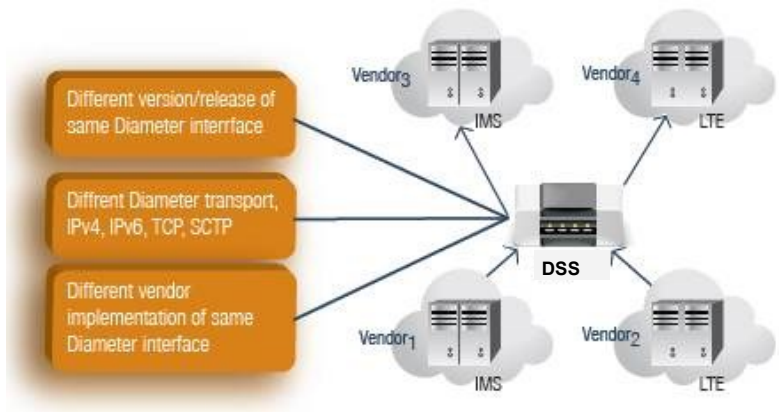 Different version/release of
same Diameter interrface
Diffrent Diameter transport,
IPv4, IPv6, TCP, SCTP
Different vendor
implementation of same
Diameter interface
Vendor3
IMS
Vendor4
LTE
DSS
Vendor1
IMS
Vendor2
LTE